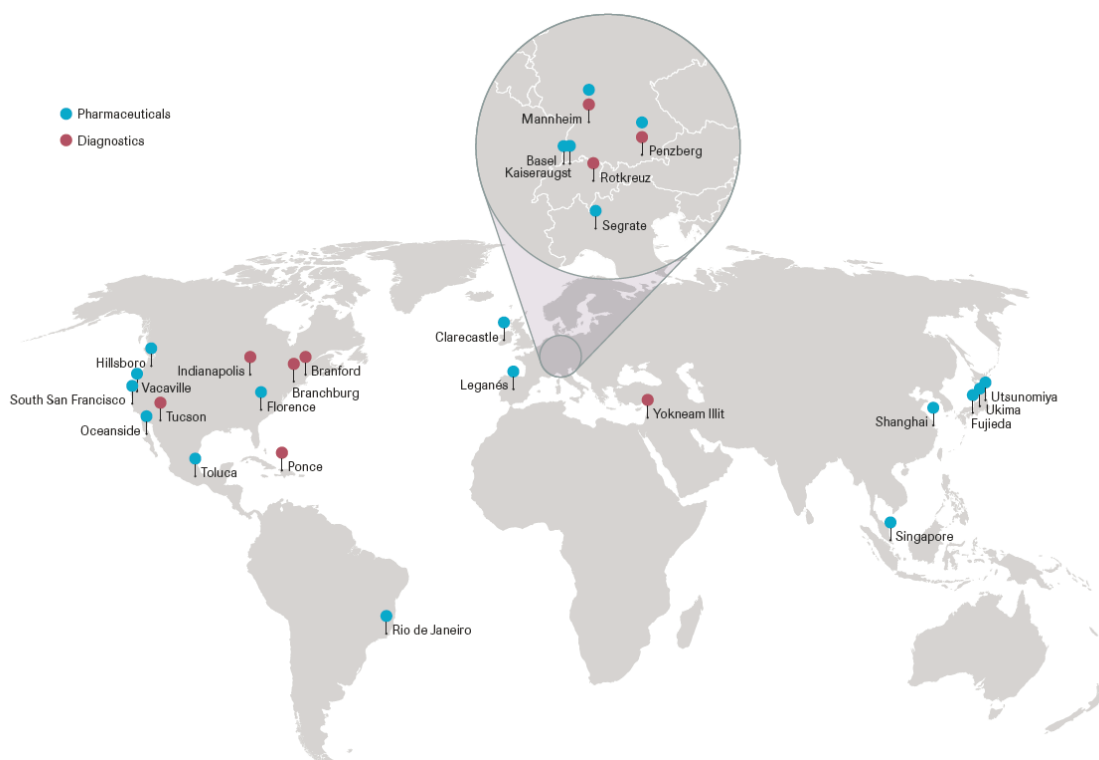 Pharmaceuticals
Diagnostics
Mannheim
Penzberg
Basel
Kaiseraugst
Rotkreuz
Segrate
Clarecastle
Hillsboro
Indianapolis
Branford
Vacaville
Leganés
Branchburg
South San Francisco
Florence
Utsunomiya
Tucson
Yokneam Illit
Ukima
Shanghai
Fujieda
Oceanside
Ponce
Toluca
Singapore
Rio de Janeiro